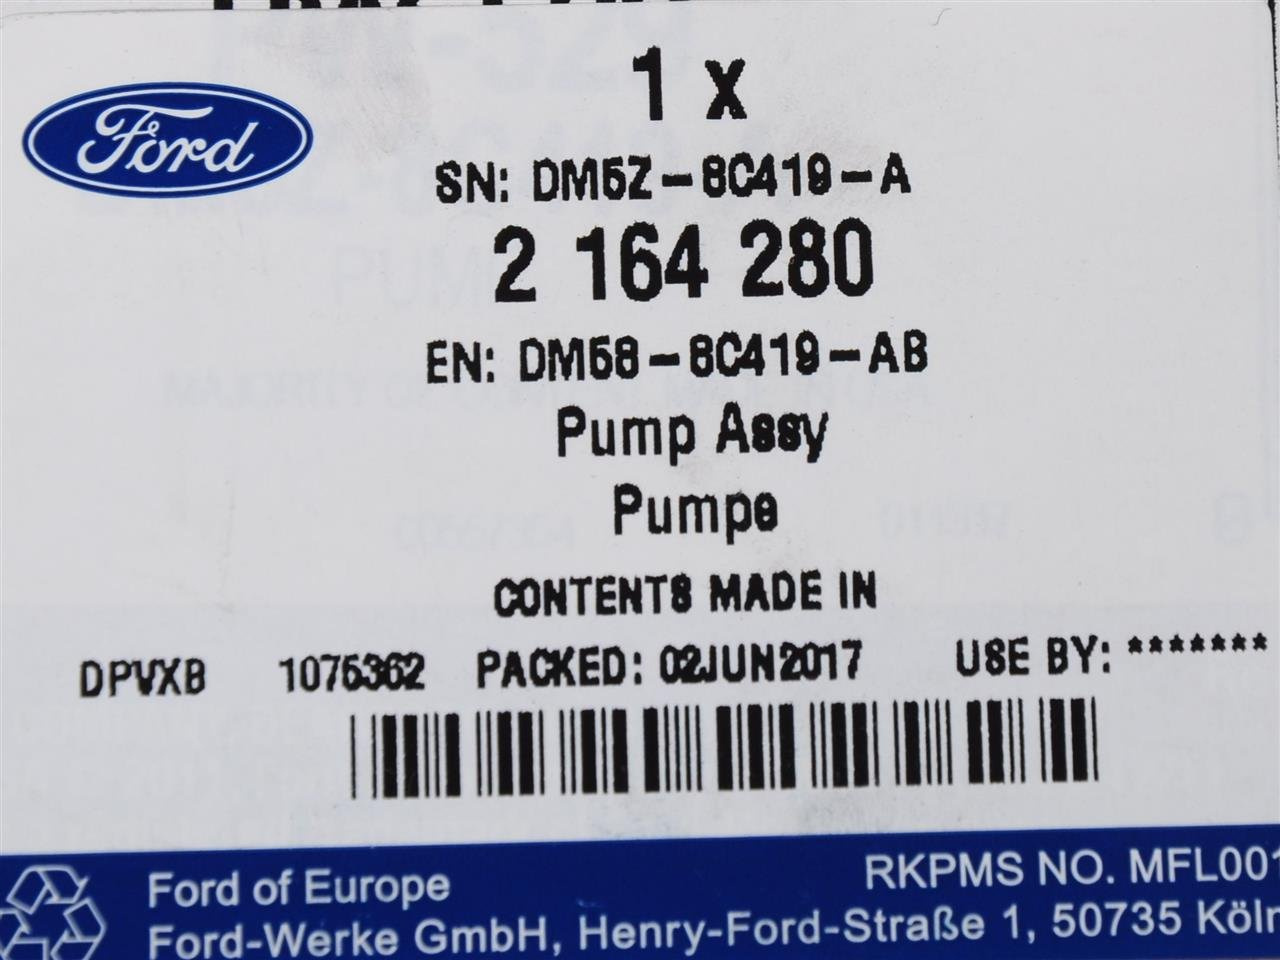 Ford
1 x
SN: DM5Z-8C419-A
2 164 280
EN: DM58-8C419-AB
Pump Assy
Pumpe
CONTENTS MADE IN
DPVXB 1075362 PACKED: 02JUN2017 USE BY: *******
Ford of Europe RKPMS NO. MFL001
Ford-Werke GmbH, Henry-Ford-Straße 1, 50735 Köln